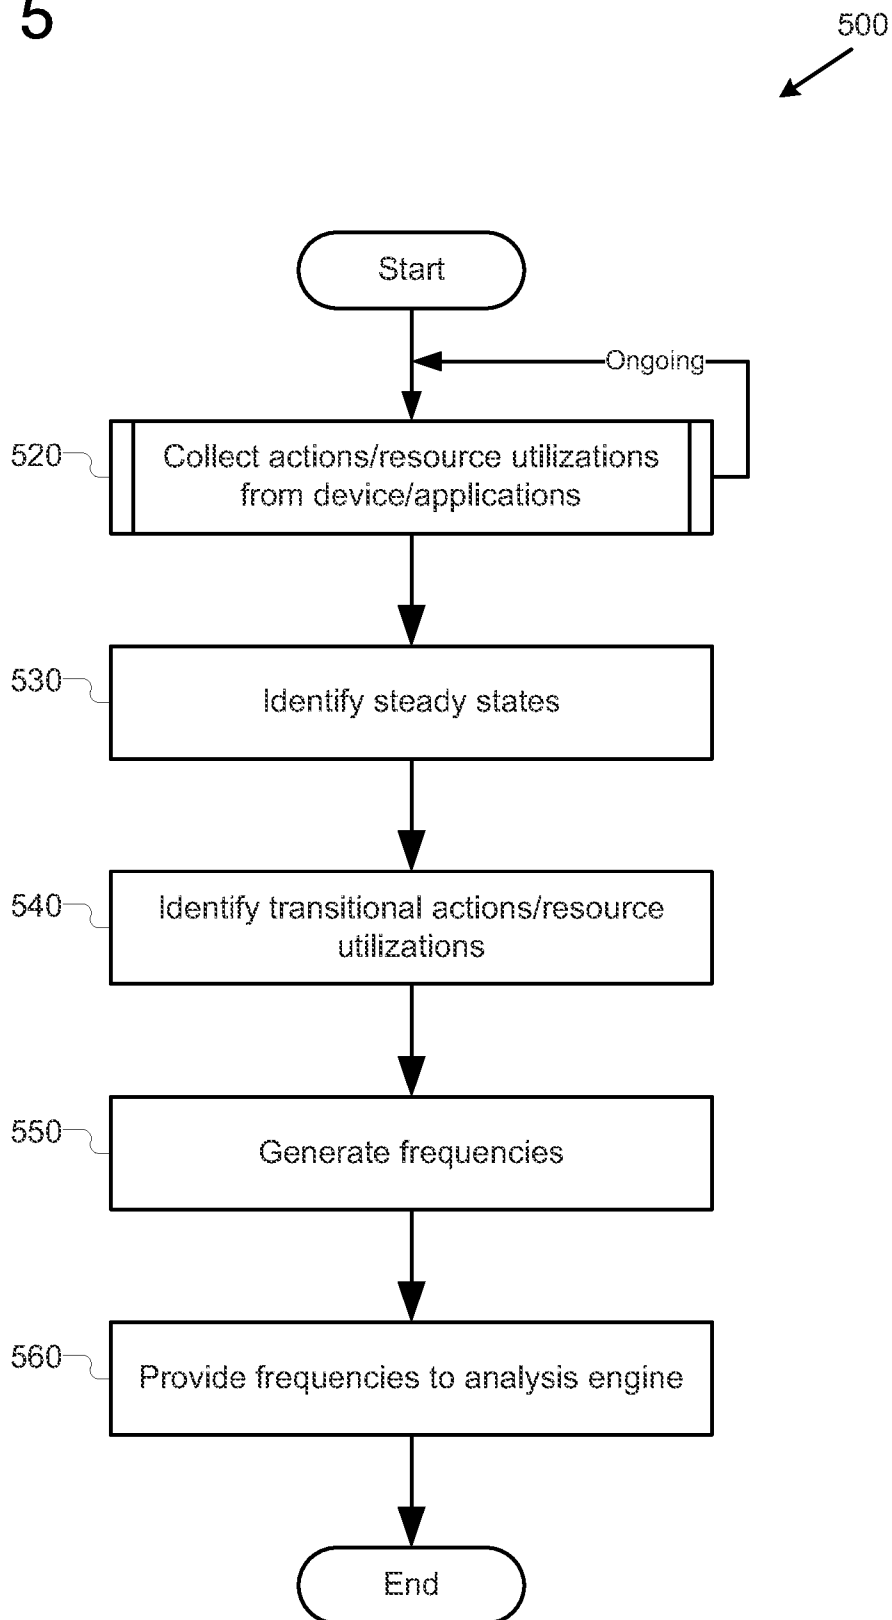 5
500
Start
Ongoing
520
Collect actions/resource utilizations
from device/applications
530
Identify steady states
540
Identify transitional actions/resource
utilizations
550
Generate frequencies
560
Provide frequencies to analysis engine
End